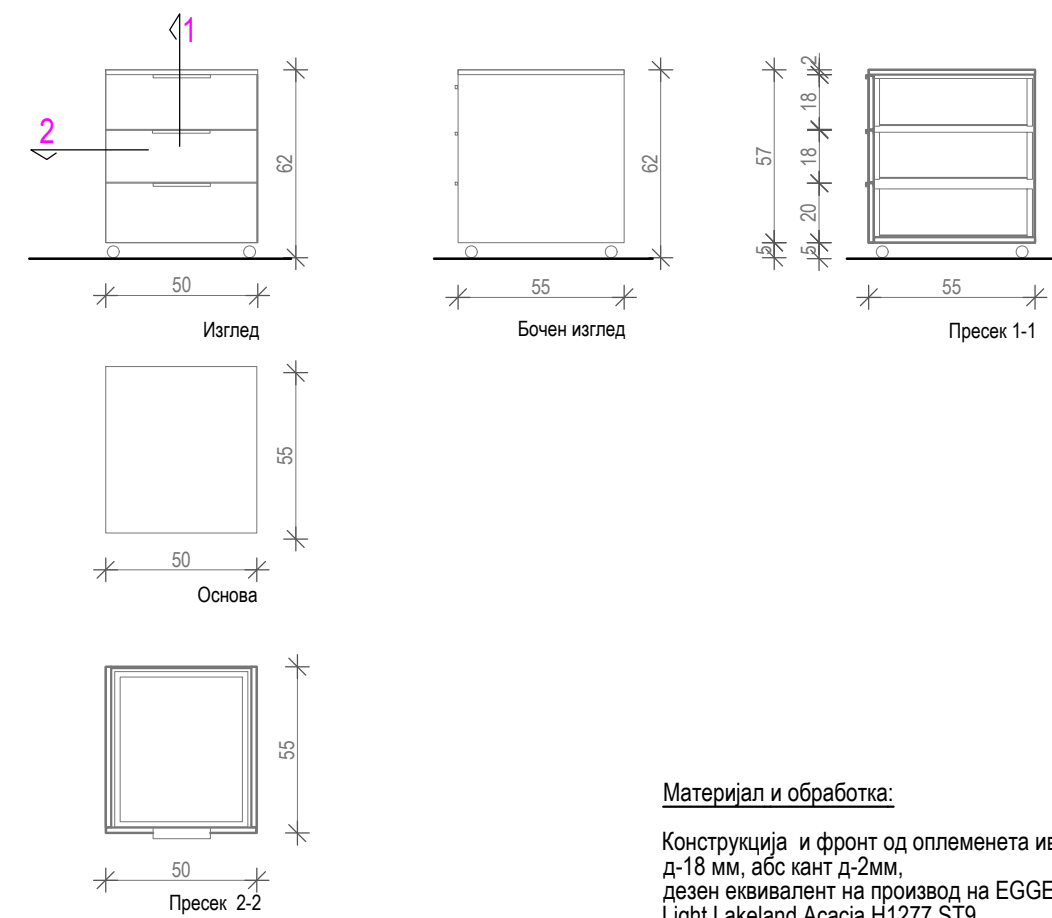 1
2
62
50
Изглед
62
55
Бочен изглед
2
18
18
20
5
57
5
55
Пресек 1-1
55
50
Основа
55
50
Пресек 2-2
Материјал и обработка:
Конструкција и фронт од оплеменета
д-18 мм, абс кант д-2мм,
дезен еквивалент на производ на EGGE
Light Lakeland Acacia H1277 ST9